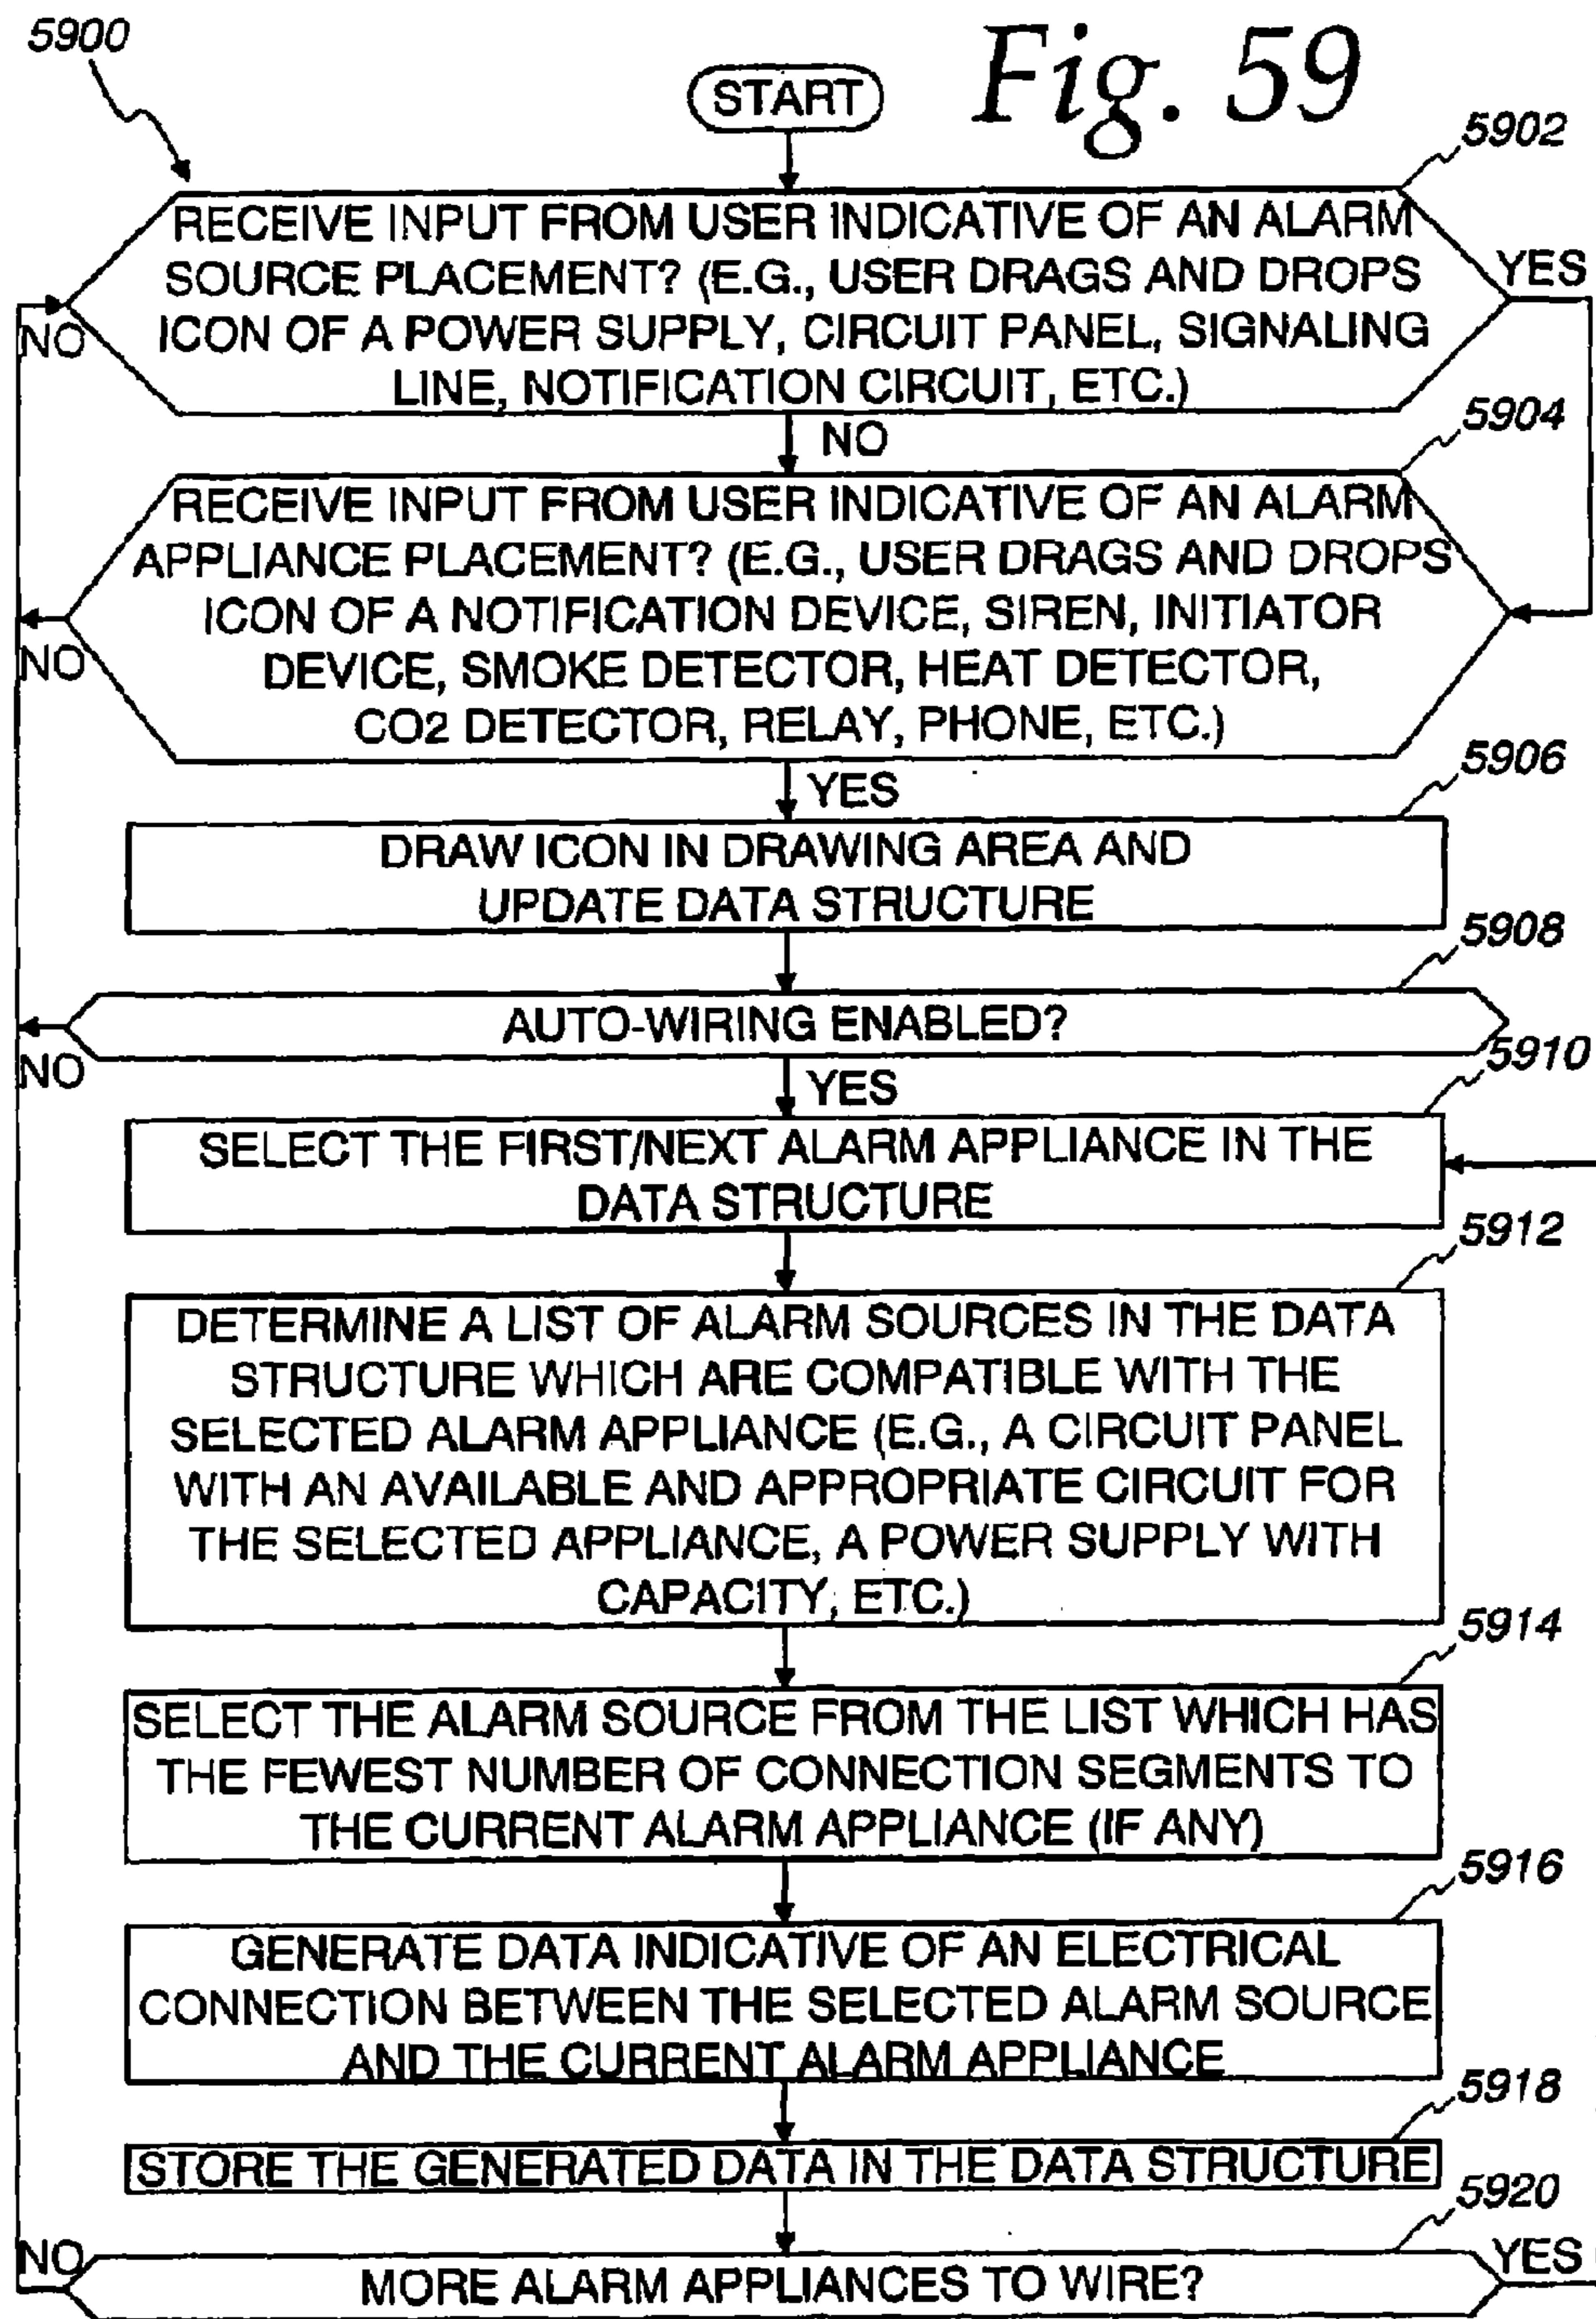 5900
Fig. 59
START
5902
RECEIVE INPUT FROM USER INDICATIVE OF AN ALARM
SOURCE PLACEMENT? (E.G., USER DRAGS AND DROPS
ICON OF A POWER SUPPLY, CIRCUIT PANEL, SIGNALING
LINE, NOTIFICATION CIRCUIT, ETC.)
YES
NO
NO
5904
RECEIVE INPUT FROM USER INDICATIVE OF AN ALARM
APPLIANCE PLACEMENT? (E.G., USER DRAGS AND DROPS
ICON OF A NOTIFICATION DEVICE, SIREN, INITIATOR
DEVICE, SMOKE DETECTOR, HEAT DETECTOR,
CO2 DETECTOR, RELAY, PHONE, ETC.)
NO
YES
5906
DRAW ICON IN DRAWING AREA AND
UPDATE DATA STRUCTURE
5908
AUTO-WIRING ENABLED?
NO
YES
5910
SELECT THE FIRST/NEXT ALARM APPLIANCE IN THE
DATA STRUCTURE
5912
DETERMINE A LIST OF ALARM SOURCES IN THE DATA
STRUCTURE WHICH ARE COMPATIBLE WITH THE
SELECTED ALARM APPLIANCE (E.G., A CIRCUIT PANEL
WITH AN AVAILABLE AND APPROPRIATE CIRCUIT FOR
THE SELECTED APPLIANCE, A POWER SUPPLY WITH
CAPACITY, ETC.)
5914
SELECT THE ALARM SOURCE FROM THE LIST WHICH HAS
THE FEWEST NUMBER OF CONNECTION SEGMENTS TO
THE CURRENT ALARM APPLIANCE (IF ANY)
5916
GENERATE DATA INDICATIVE OF AN ELECTRICAL
CONNECTION BETWEEN THE SELECTED ALARM SOURCE
AND THE CURRENT ALARM APPLIANCE
5918
STORE THE GENERATED DATA IN THE DATA STRUCTURE
5920
NO
MORE ALARM APPLIANCES TO WIRE?
YES